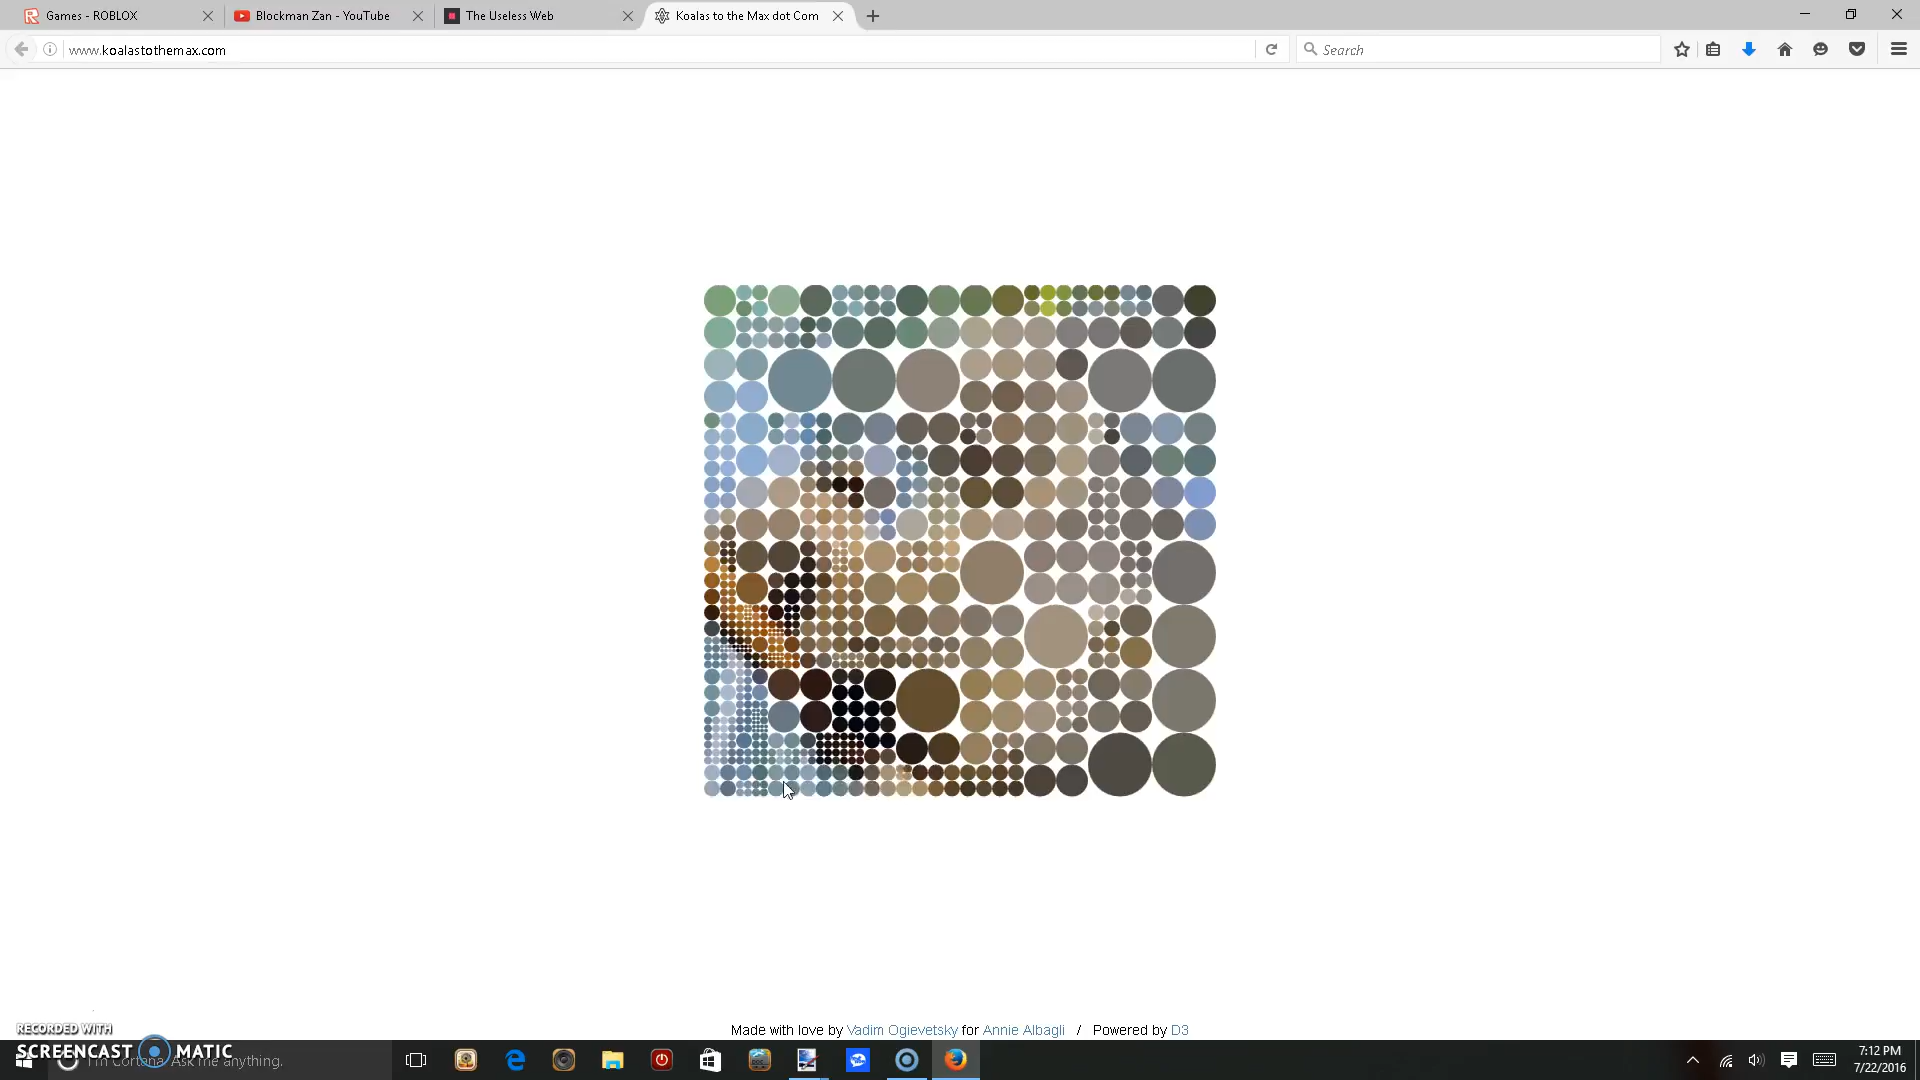 Games - ROBLOX
Blockman Zan - YouTube
The Useless Web
Koalas to the Max dot Com
www.koalastothemax.com
Search
Made with love by Vadim Ogievetsky for Annie Albagli / Powered by D3
RECORDED WITH
SCREENCAST MATIC
I'm Cortana. Ask me anything.
7:12 PM
7/22/2016